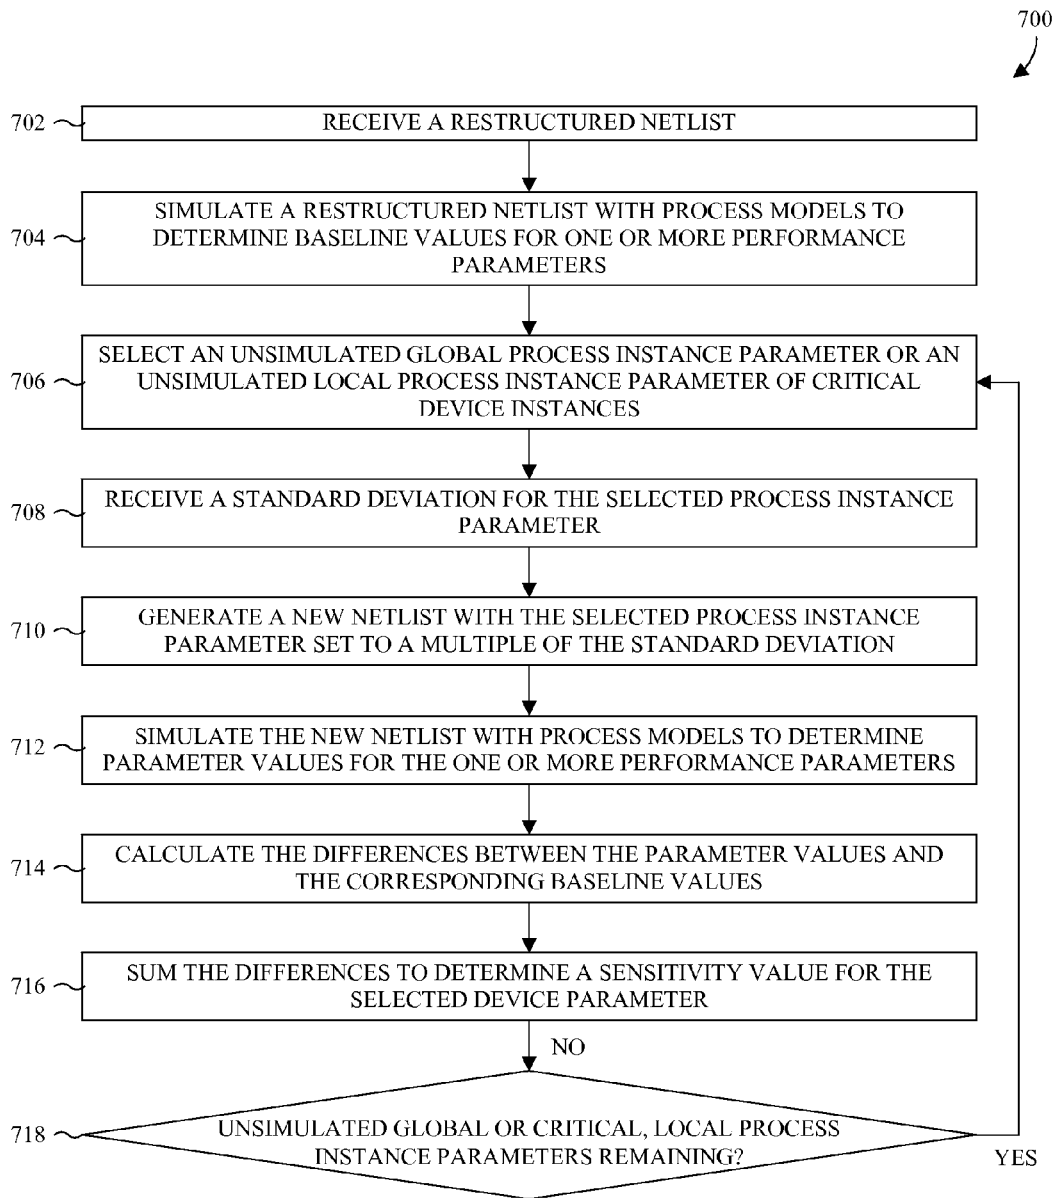 700
702
RECEIVE A RESTRUCTURED NETLIST
704
SIMULATE A RESTRUCTURED NETLIST WITH PROCESS MODELS TO
DETERMINE BASELINE VALUES FOR ONE OR MORE PERFORMANCE
PARAMETERS
706
SELECT AN UNSIMULATED GLOBAL PROCESS INSTANCE PARAMETER OR AN
UNSIMULATED LOCAL PROCESS INSTANCE PARAMETER OF CRITICAL
DEVICE INSTANCES
708
RECEIVE A STANDARD DEVIATION FOR THE SELECTED PROCESS INSTANCE
PARAMETER
710
GENERATE A NEW NETLIST WITH THE SELECTED PROCESS INSTANCE
PARAMETER SET TO A MULTIPLE OF THE STANDARD DEVIATION
712
SIMULATE THE NEW NETLIST WITH PROCESS MODELS TO DETERMINE
PARAMETER VALUES FOR THE ONE OR MORE PERFORMANCE PARAMETERS
714
CALCULATE THE DIFFERENCES BETWEEN THE PARAMETER VALUES AND
THE CORRESPONDING BASELINE VALUES
716
SUM THE DIFFERENCES TO DETERMINE A SENSITIVITY VALUE FOR THE
SELECTED DEVICE PARAMETER
NO
718
UNSIMULATED GLOBAL OR CRITICAL, LOCAL PROCESS
INSTANCE PARAMETERS REMAINING?
YES